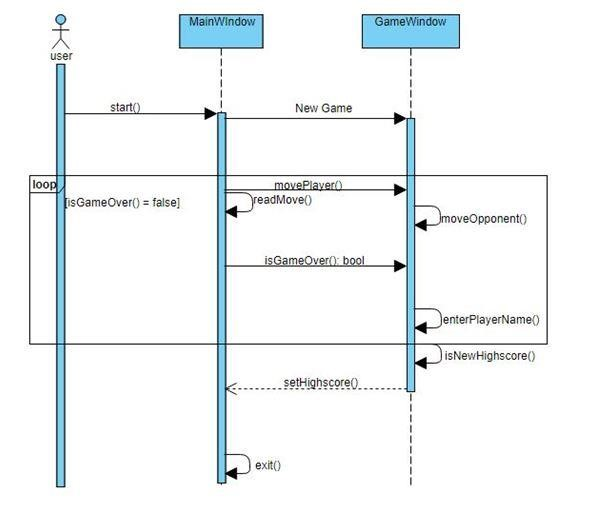 MainWIndow
GameWindow
user
start()
New Game
loop
movePlayer()
[isGameOver() = false]
readMove()
moveOpponent()
isGameOver(): bool
enterPlayerName()
isNewHighscore()
setHighscore()
exit()